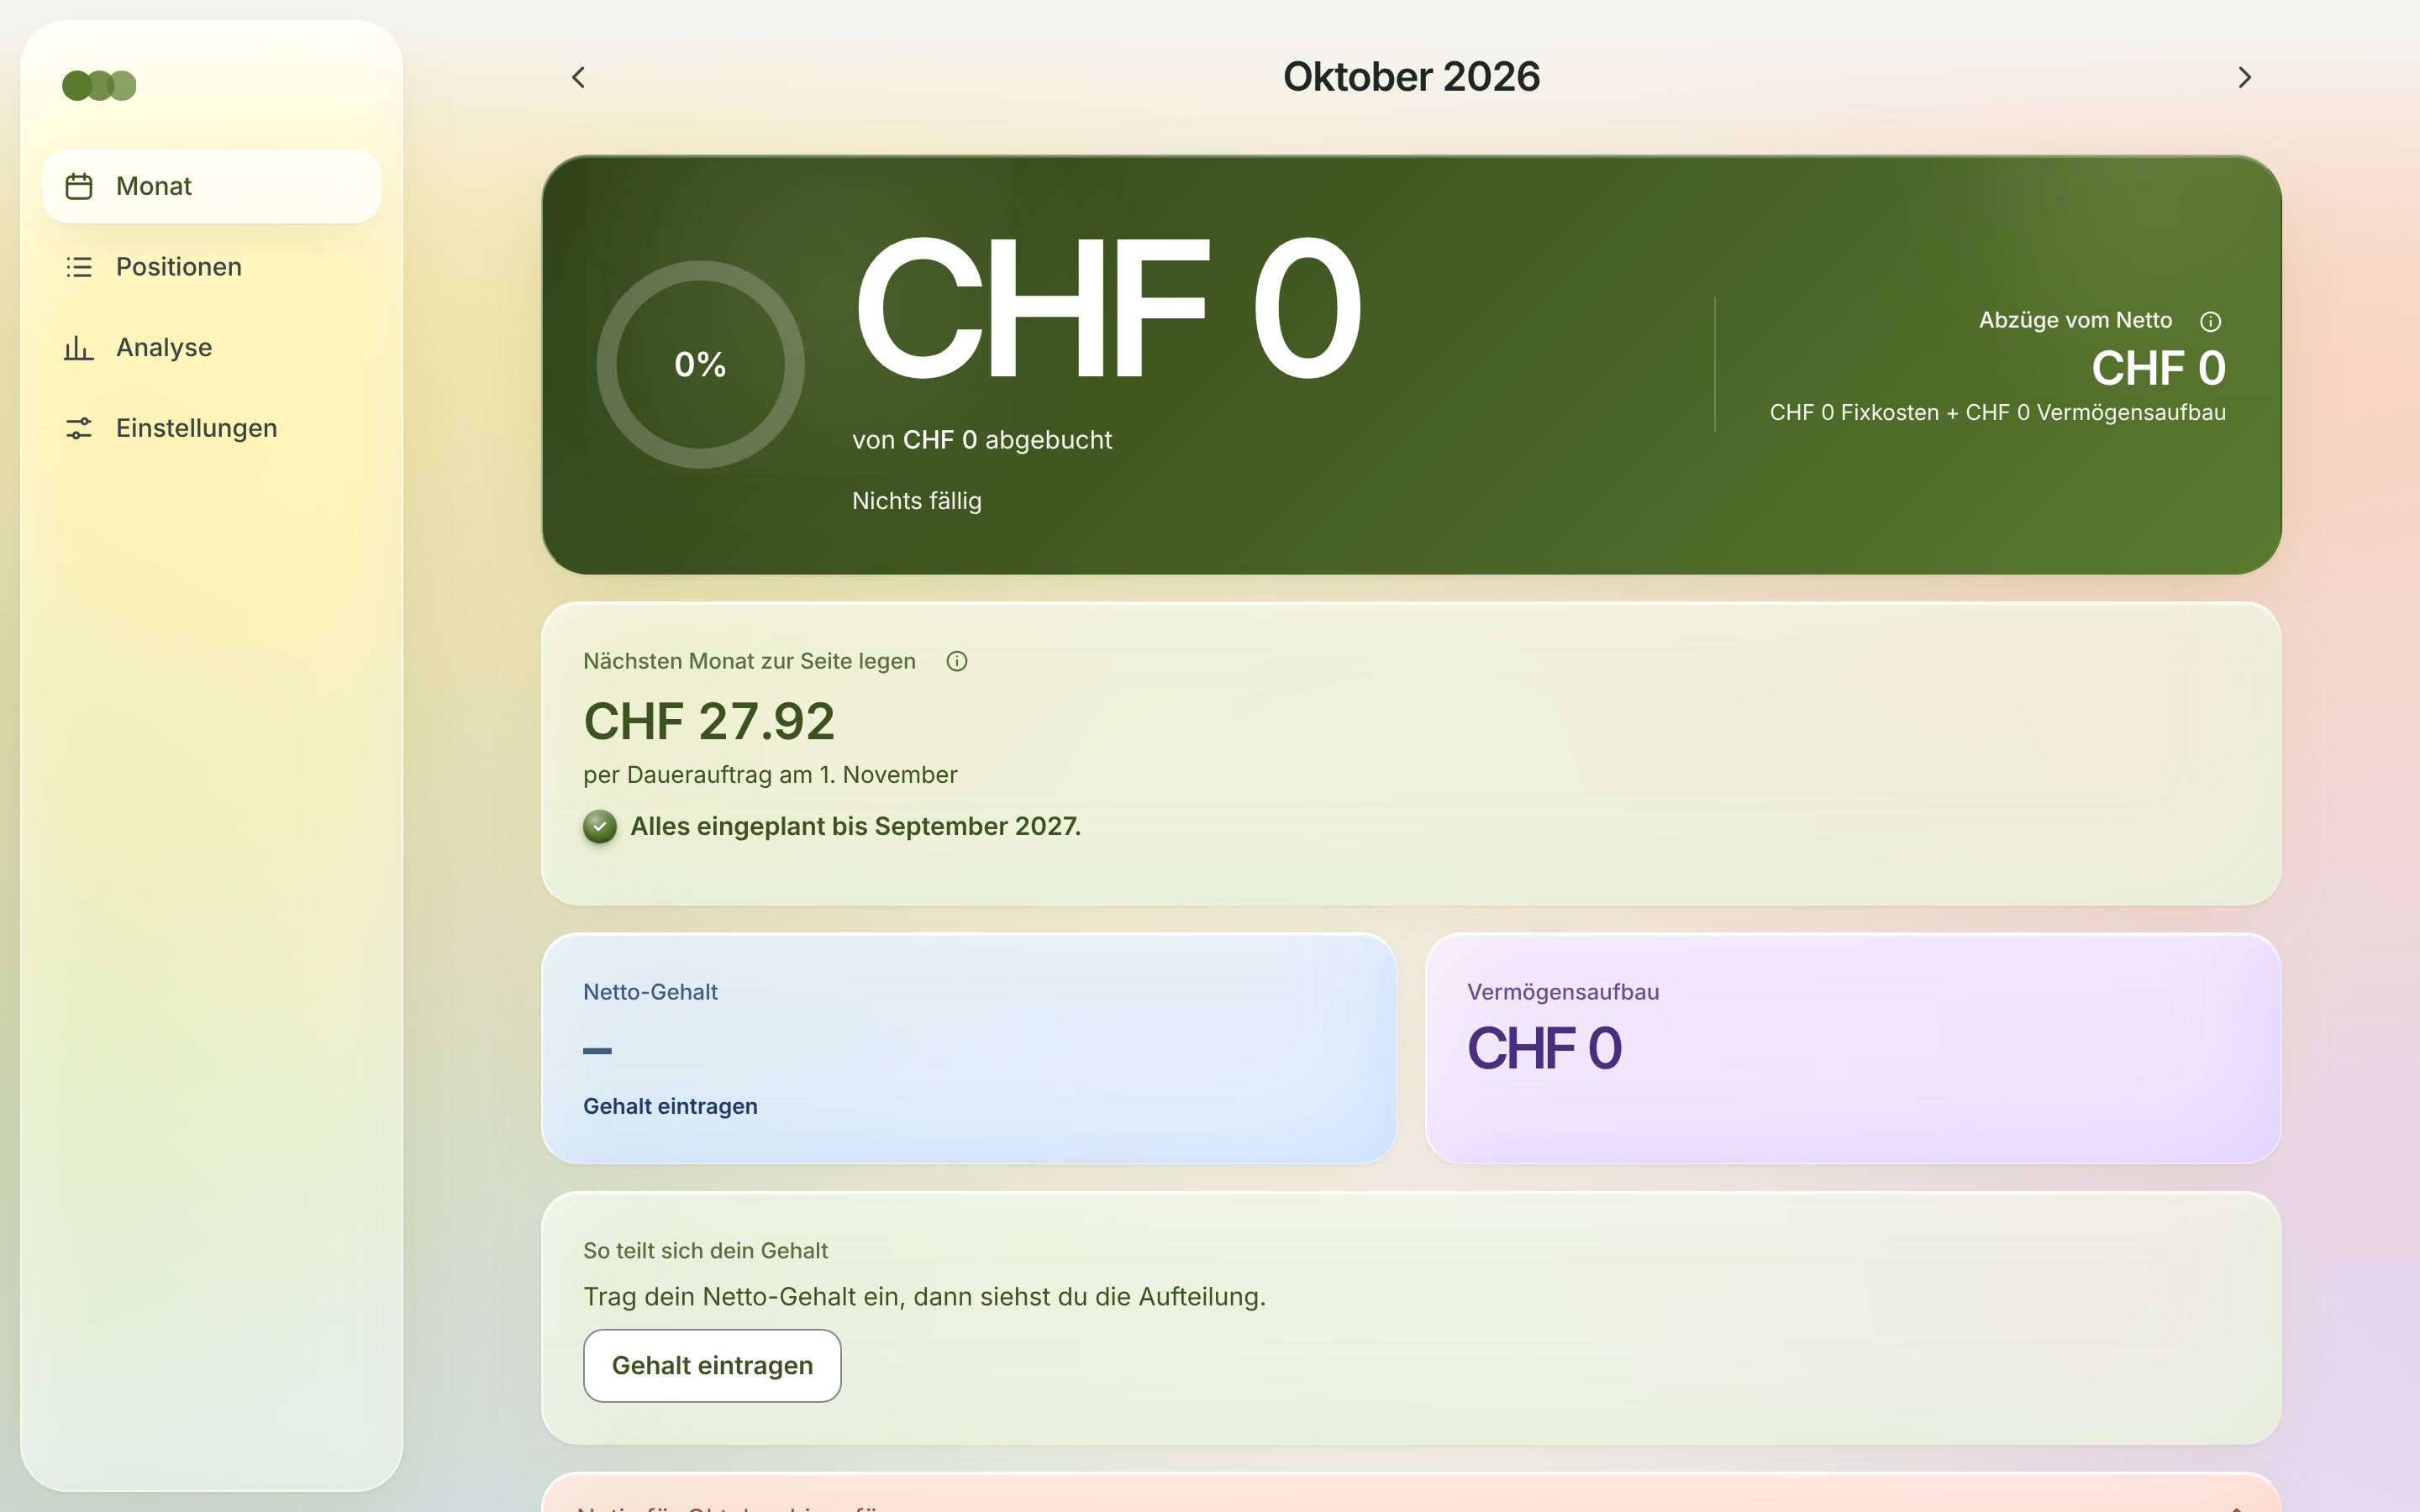 Oktober 2026
Monat
Positionen
Analyse
Einstellungen
0%
CHF 0
von CHF 0 abgebucht
Nichts fällig
Abzüge vom Netto
CHF 0
CHF 0 Fixkosten + CHF 0 Vermögensaufbau
Nächsten Monat zur Seite legen
CHF 27.92
per Dauerauftrag am 1. November
Alles eingeplant bis September 2027.
Netto-Gehalt
–
Gehalt eintragen
Vermögensaufbau
CHF 0
So teilt sich dein Gehalt
Trag dein Netto-Gehalt ein, dann siehst du die Aufteilung.
Gehalt eintragen